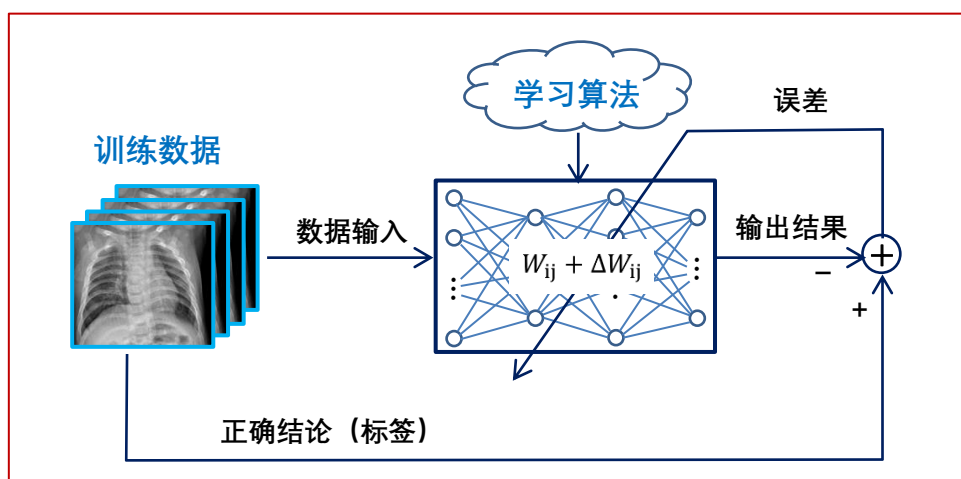 学习算法
误差
训练数据
数据输入
输出结果
W_ij + ΔW_ij
−
+
+
正确结论（标签）